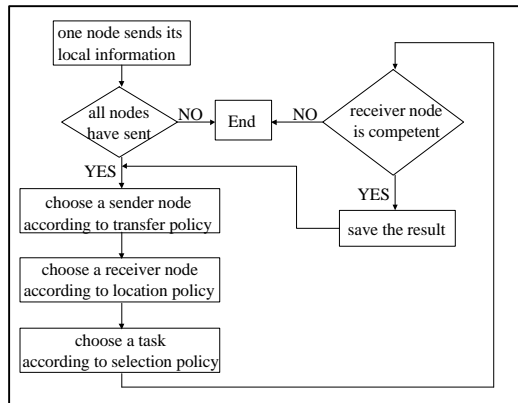 one node sends its
local information
all
nodes
have sent
NO
End
NO
receiver node
is competent
YES
YES
choose a sender node
according to transfer policy
save the result
choose a receiver node
according to location policy
choose a task
according to selection policy